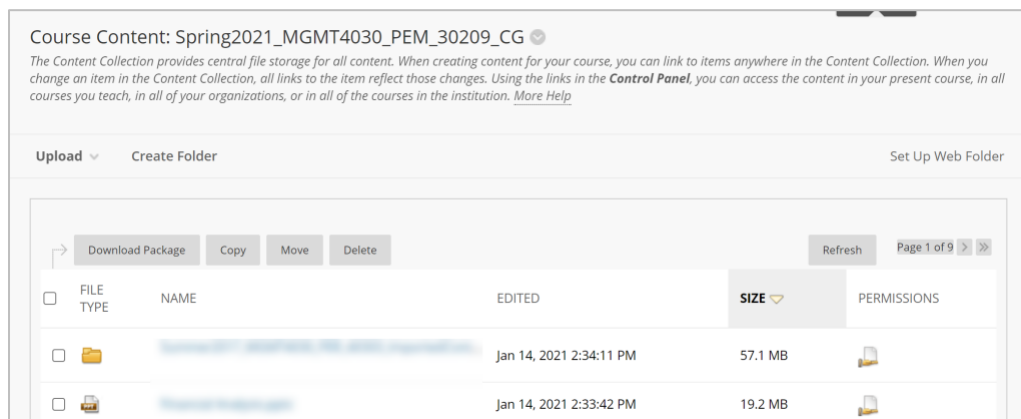 Course Content: Spring2021_MGMT4030_PEM_30209_CG
The Content Collection provides central file storage for all content. When creating content for your course, you can link to items anywhere in the Content Collection. When you
change an item in the Content Collection, all links to the item reflect those changes. Using the links in the Control Panel, you can access the content in your present course, in all
courses you teach, in all of your organizations, or in all of the courses in the institution. More Help
Upload Create Folder Set Up Web Folder
Download Package Copy Move Delete Refresh Page 1 of 9 > >>
FILE TYPE NAME EDITED SIZE PERMISSIONS
Jan 14, 2021 2:34:11 PM 57.1 MB
Jan 14, 2021 2:33:42 PM 19.2 MB